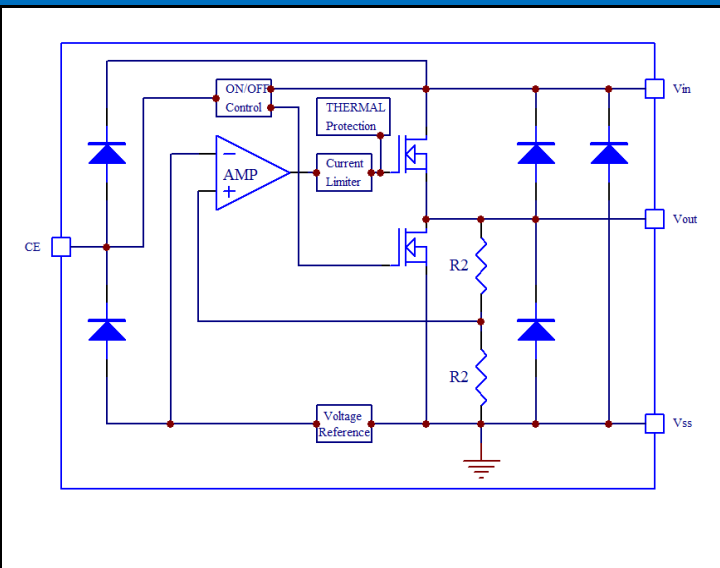 ON/OFF
Control
Vin
THERMAL
Protection
−
AMP
+
Current
Limiter
Vout
CE
R2
R2
Voltage
Reference
Vss